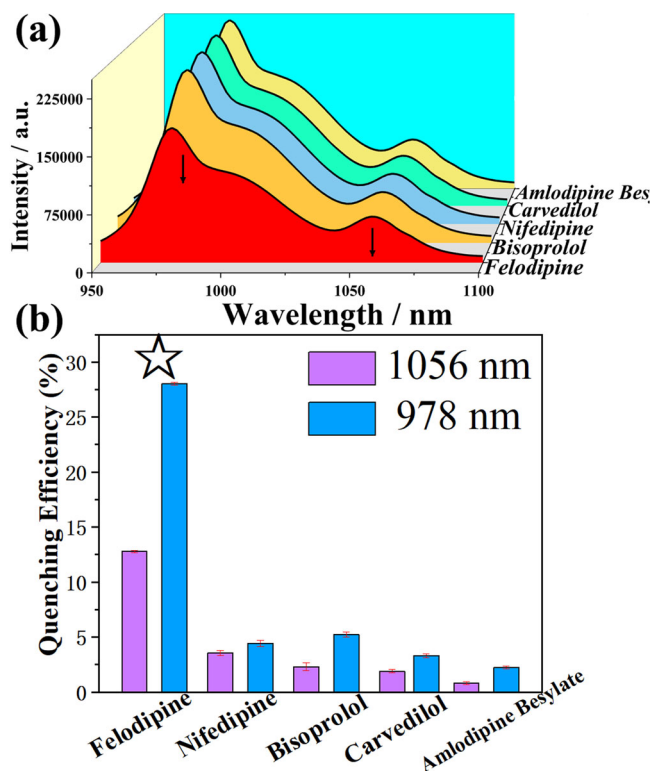 (a)
Intensity / a.u.
225000
150000
75000
0
950
1000
1050
1100
Wavelength / nm
Amlodipine Besy
Carvedilol
Nifedipine
Bisoprolol
Felodipine
(b)
Quenching Efficiency (%)
30
25
20
15
10
5
0
1056 nm
978 nm
Felodipine
Nifedipine
Bisoprolol
Carvedilol
Amlodipine Besylate